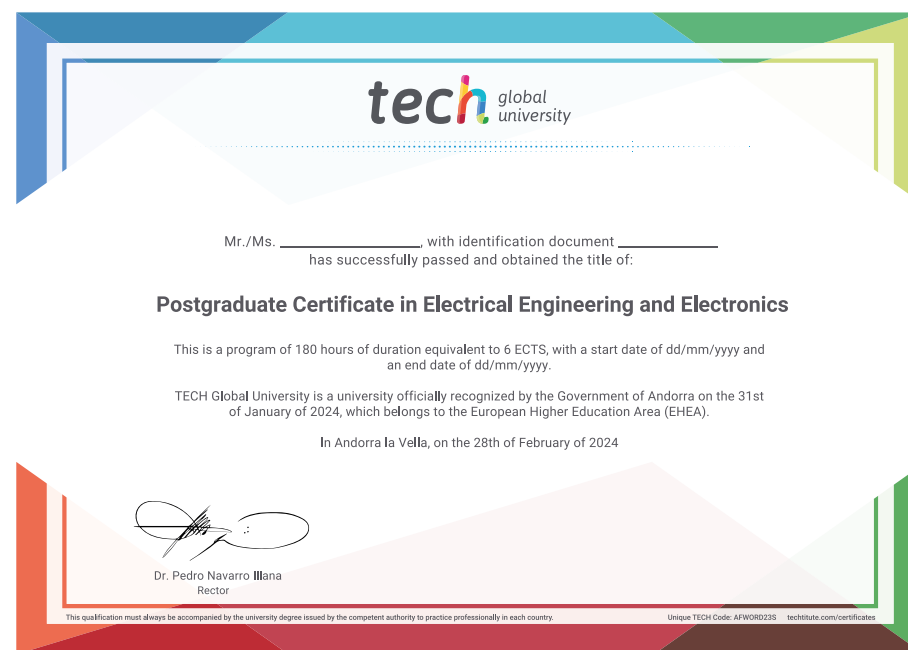 tech global university
Mr./Ms. ____________________, with identification document ______________
has successfully passed and obtained the title of:
Postgraduate Certificate in Electrical Engineering and Electronics
This is a program of 180 hours of duration equivalent to 6 ECTS, with a start date of dd/mm/yyyy and
an end date of dd/mm/yyyy.
TECH Global University is a university officially recognized by the Government of Andorra on the 31st
of January of 2024, which belongs to the European Higher Education Area (EHEA).
In Andorra la Vella, on the 28th of February of 2024
Dr. Pedro Navarro Illana
Rector
This qualification must always be accompanied by the university degree issued by the competent authority to practice professionally in each country.
Unique TECH Code: AFWORD23S techtitute.com/certificates